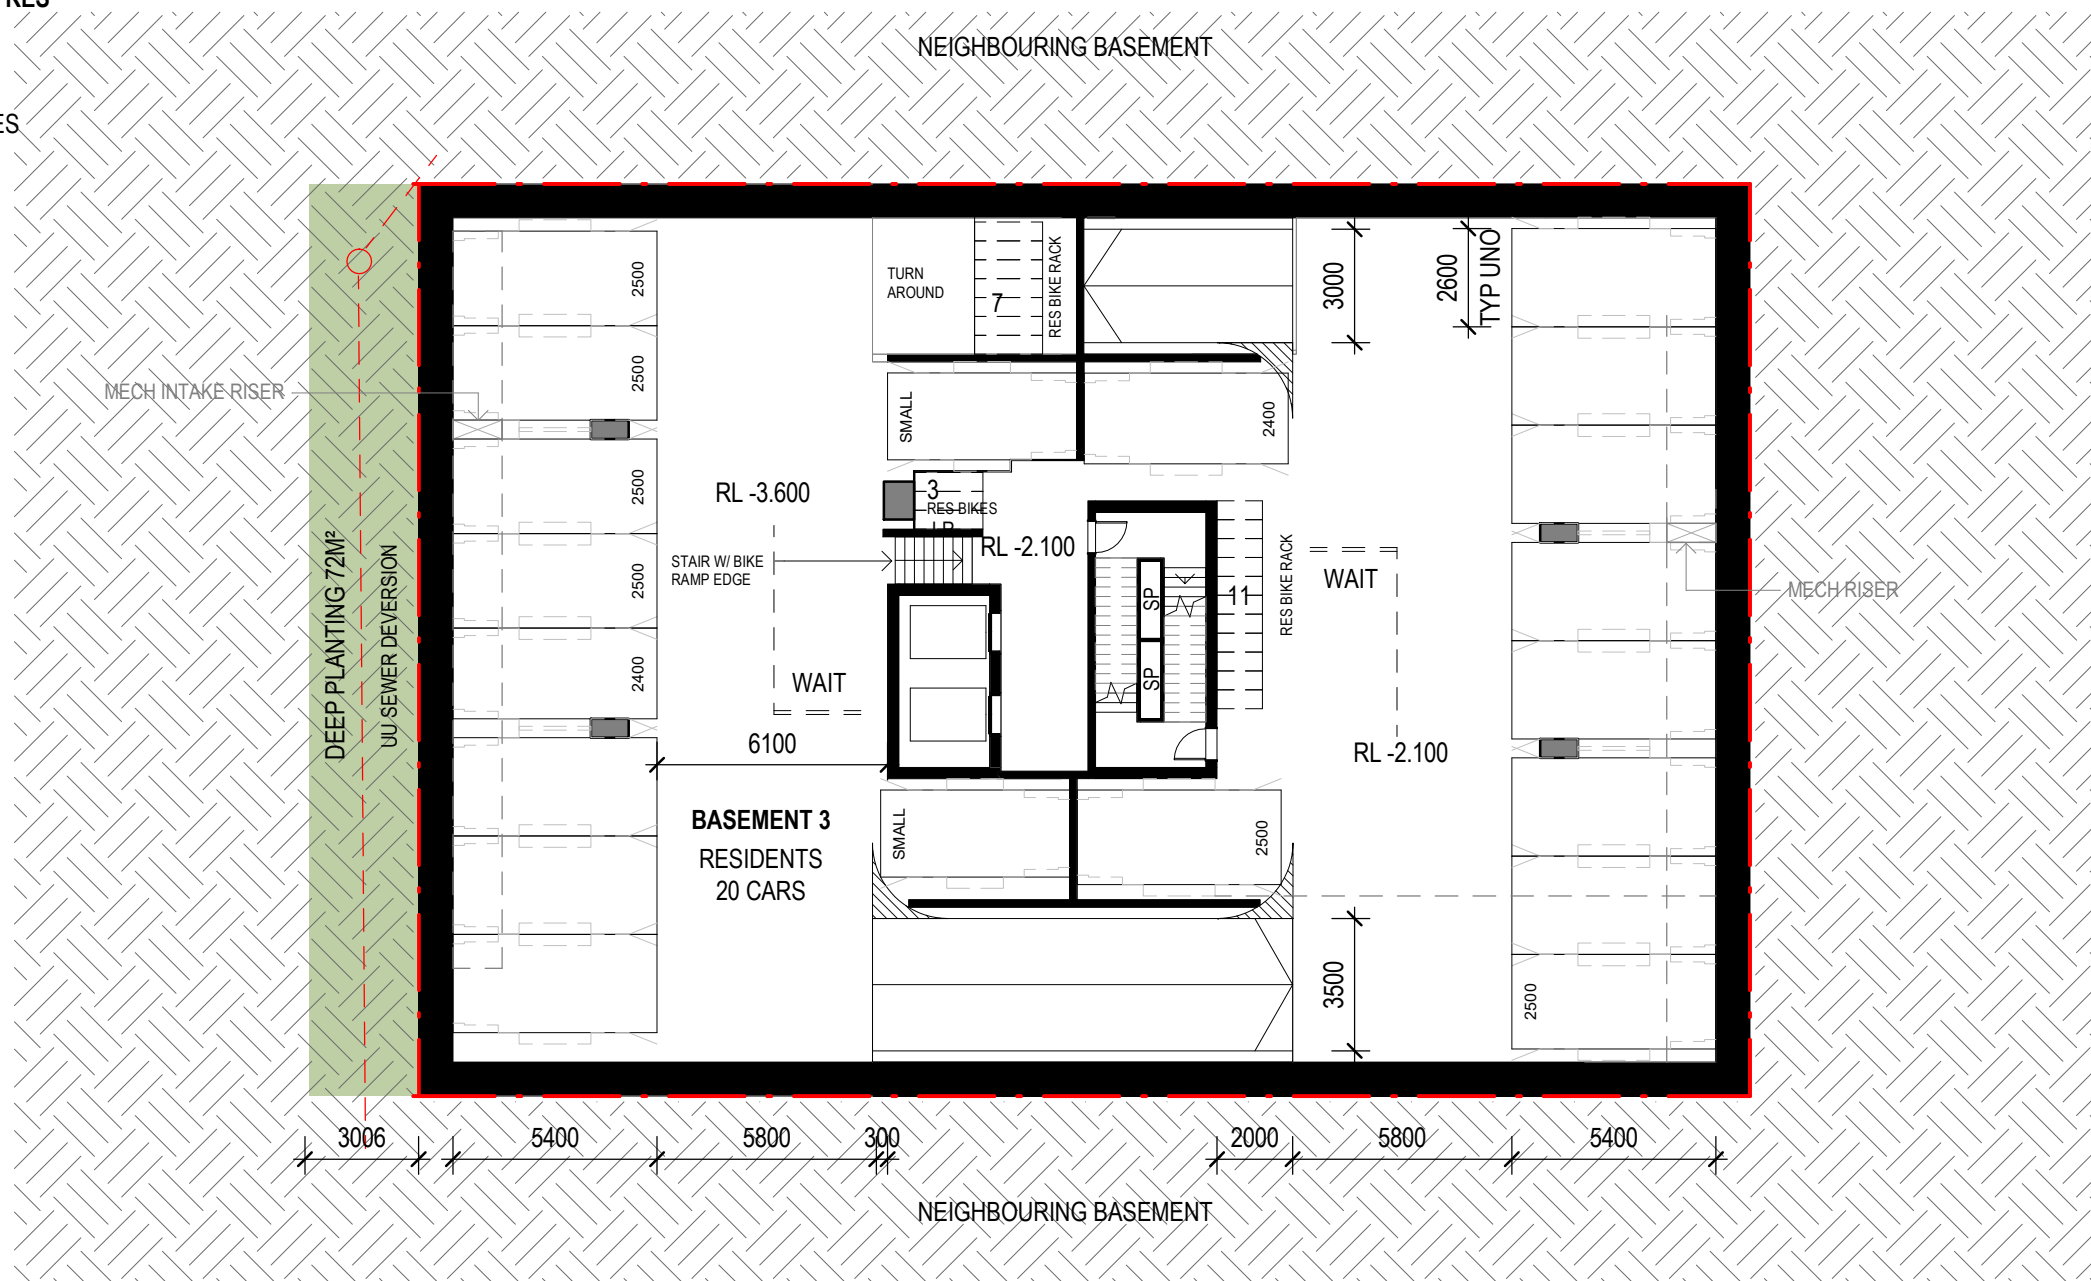 RES
ES
NEIGHBOURING BASEMENT
TURN
AROUND
7
RES BIKE RACK
3000
2600
TYP UNO
2500
2500
MECH INTAKE RISER
SMALL
2400
2500
RL -3.600
3
RES BIKES
RL -2.100
STAIR W/ BIKE
RAMP EDGE
DEEP PLANTING 72M²
UU SEWER DEVERSION
2500
2400
SP
SP
11
RES BIKE RACK
WAIT
MECH RISER
WAIT
6100
RL -2.100
BASEMENT 3
RESIDENTS
20 CARS
SMALL
2500
3500
2500
3006
5400
5800
300
2000
5800
5400
NEIGHBOURING BASEMENT